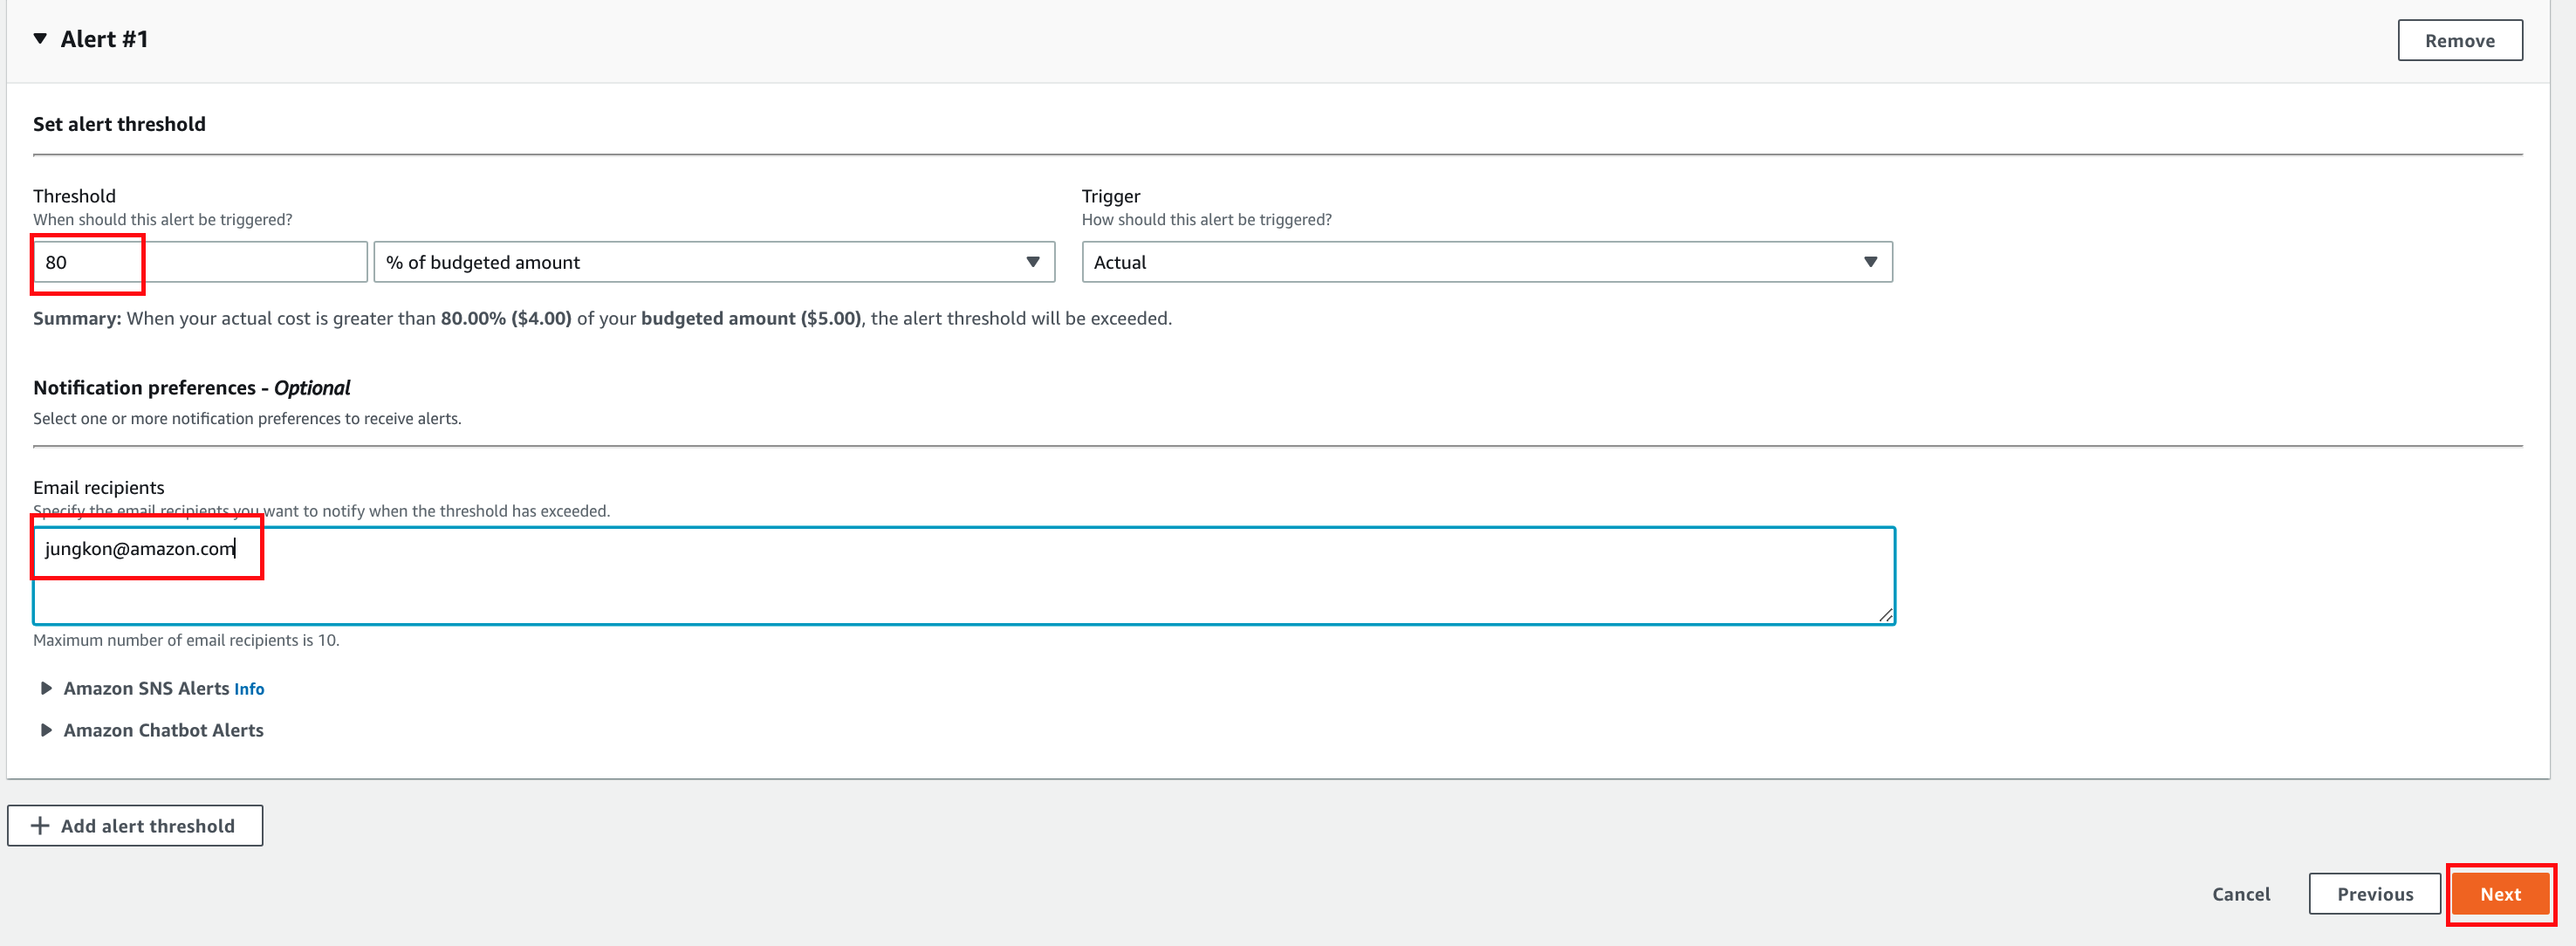 Alert #1
Remove
Set alert threshold
Threshold
Trigger
When should this alert be triggered?
How should this alert be triggered?
80
% of budgeted amount
Actual
Summary: When your actual cost is greater than 80.00% ($4.00) of your budgeted amount ($5.00), the alert threshold will be exceeded.
Notification preferences - Optional
Select one or more notification preferences to receive alerts.
Email recipients
Specify the email recipients you want to notify when the threshold has exceeded.
jungkon@amazon.com
Maximum number of email recipients is 10.
Amazon SNS Alerts Info
Amazon Chatbot Alerts
Add alert threshold
Cancel
Previous
Next